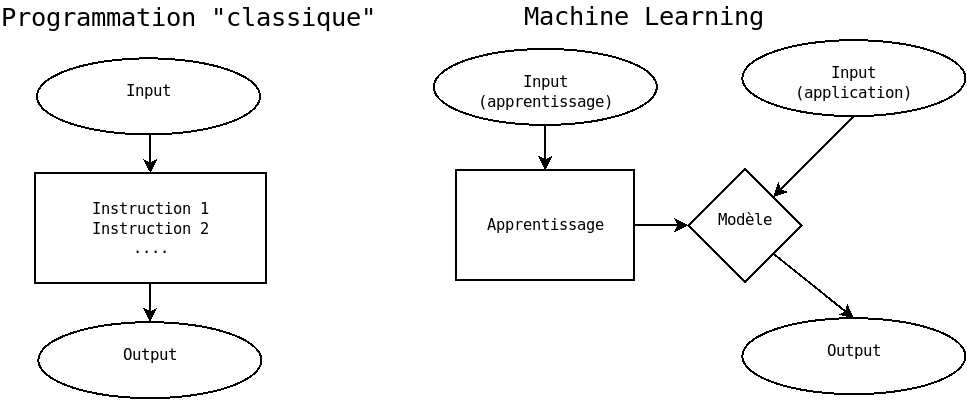 Programmation "classique"
Machine Learning
Input
Instruction 1
Instruction 2
....
Output
Input
(apprentissage)
Input
(application)
Apprentissage
Modèle
Output